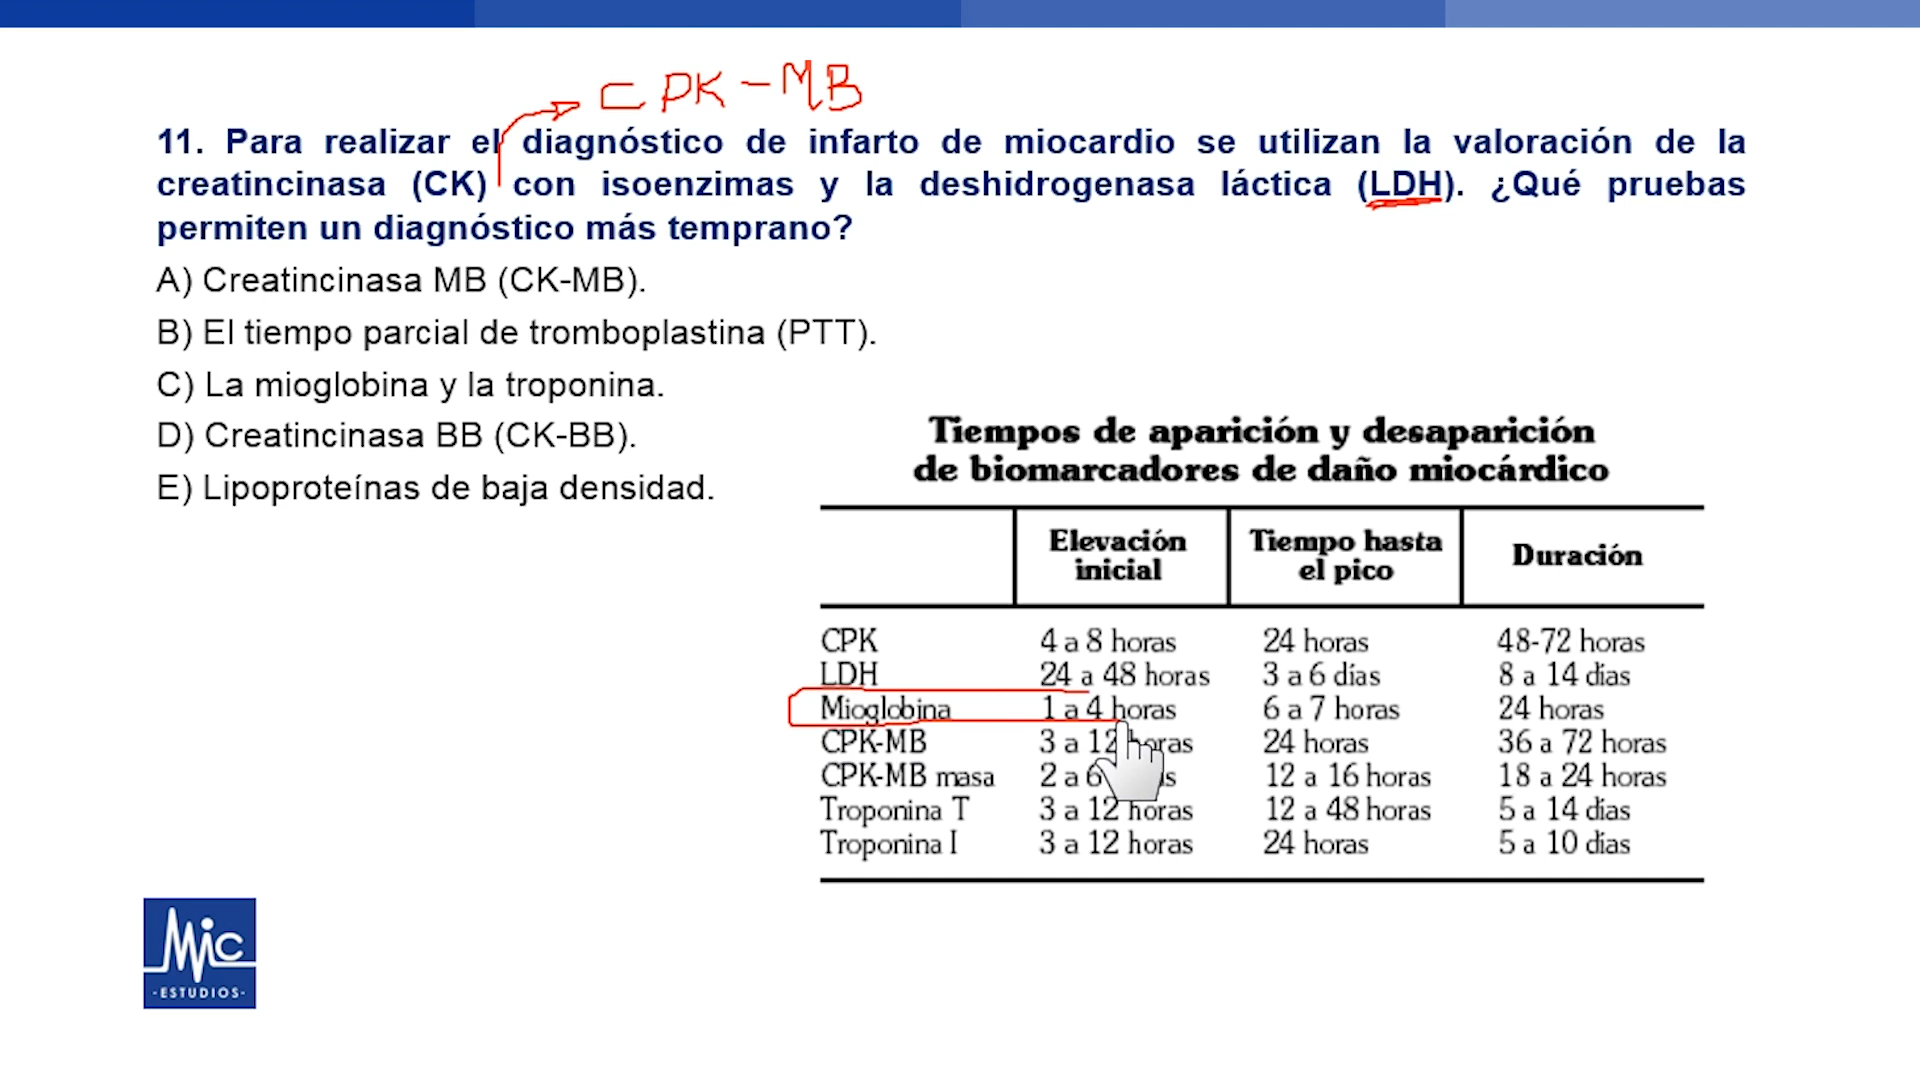 CPK-MB
11. Para realizar el diagnóstico de infarto de miocardio se utilizan la valoración de la
creatincinasa (CK) con isoenzimas y la deshidrogenasa láctica (LDH). ¿Qué pruebas
permiten un diagnóstico más temprano?
A) Creatincinasa MB (CK-MB).
B) El tiempo parcial de tromboplastina (PTT).
C) La mioglobina y la troponina.
D) Creatincinasa BB (CK-BB).
E) Lipoproteínas de baja densidad.
Tiempos de aparición y desaparición
de biomarcadores de daño miocárdico
Elevación inicial Tiempo hasta el pico Duración
CPK 4 a 8 horas 24 horas 48-72 horas
LDH 24 a 48 horas 3 a 6 días 8 a 14 días
Mioglobina 1 a 4 horas 6 a 7 horas 24 horas
CPK-MB 3 a 12 horas 24 horas 36 a 72 horas
CPK-MB masa 2 a 6 12 a 16 horas 18 a 24 horas
Troponina T 3 a 12 horas 12 a 48 horas 5 a 14 días
Troponina I 3 a 12 horas 24 horas 5 a 10 días
Mic
·ESTUDIOS·